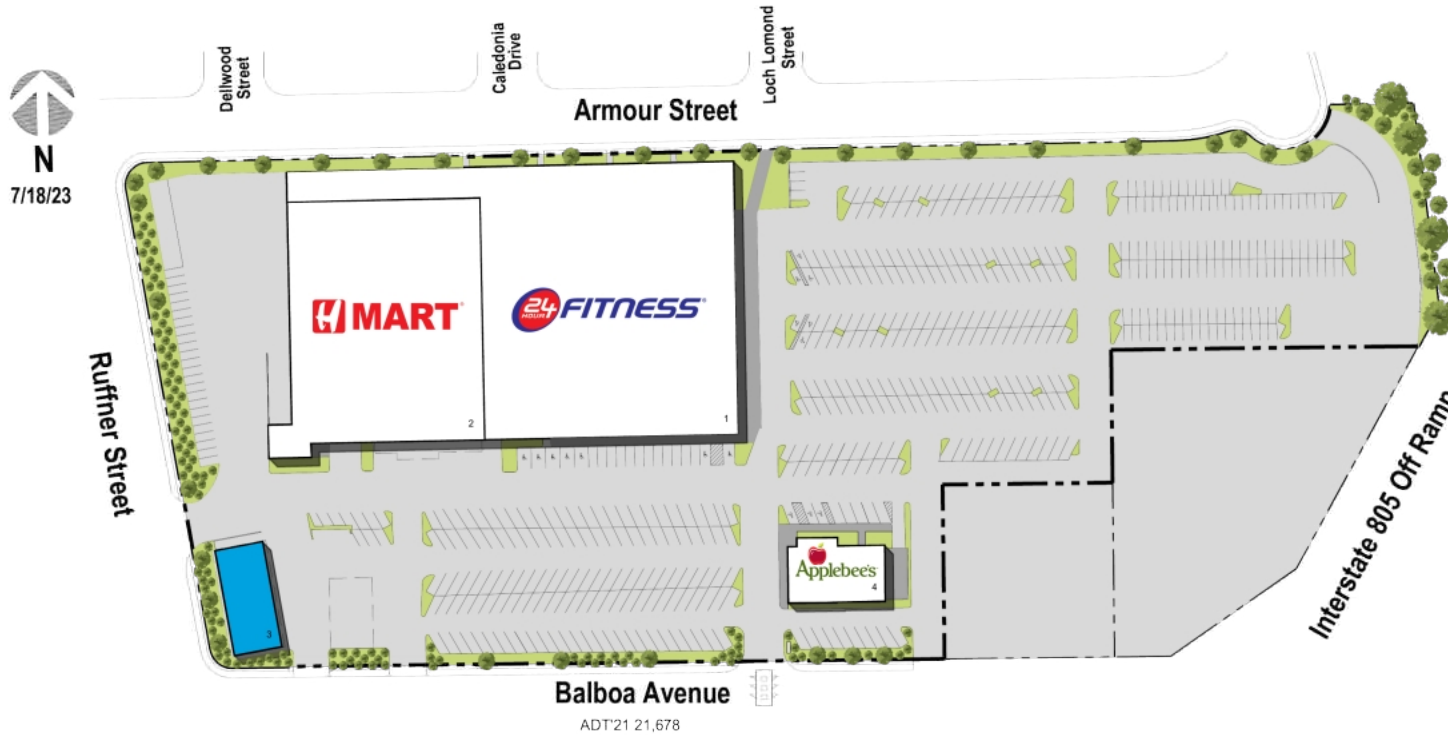 Dellwood
Street
Caledonia
Drive
Loch Lomond
Street
Armour Street
N
7/18/23
H MART
24
HOUR
FITNESS
2
1
Ruffner Street
Interstate 805 Off Ramp
Applebee's
4
3
Balboa Avenue
ADT'21 21,678